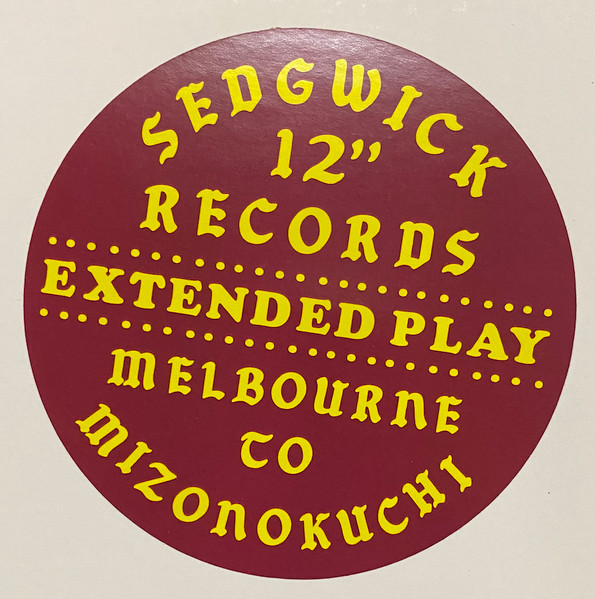 SEDGWICK
12"
RECORDS
EXTENDED PLAY
MELBOURNE
TO
MIZONOKUCHI